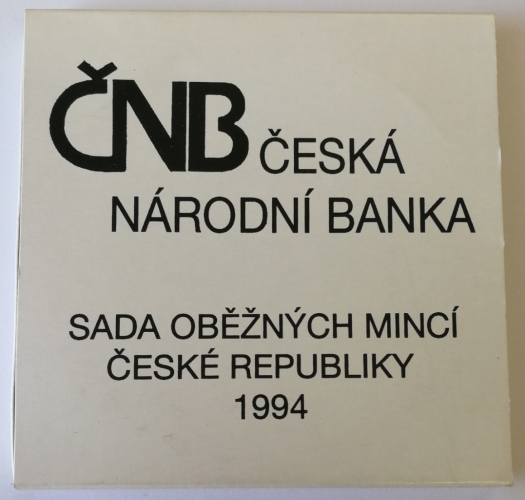 ČNB ČESKÁ
NÁRODNÍ BANKA
SADA OBĚŽNÝCH MINCÍ
ČESKÉ REPUBLIKY
1994